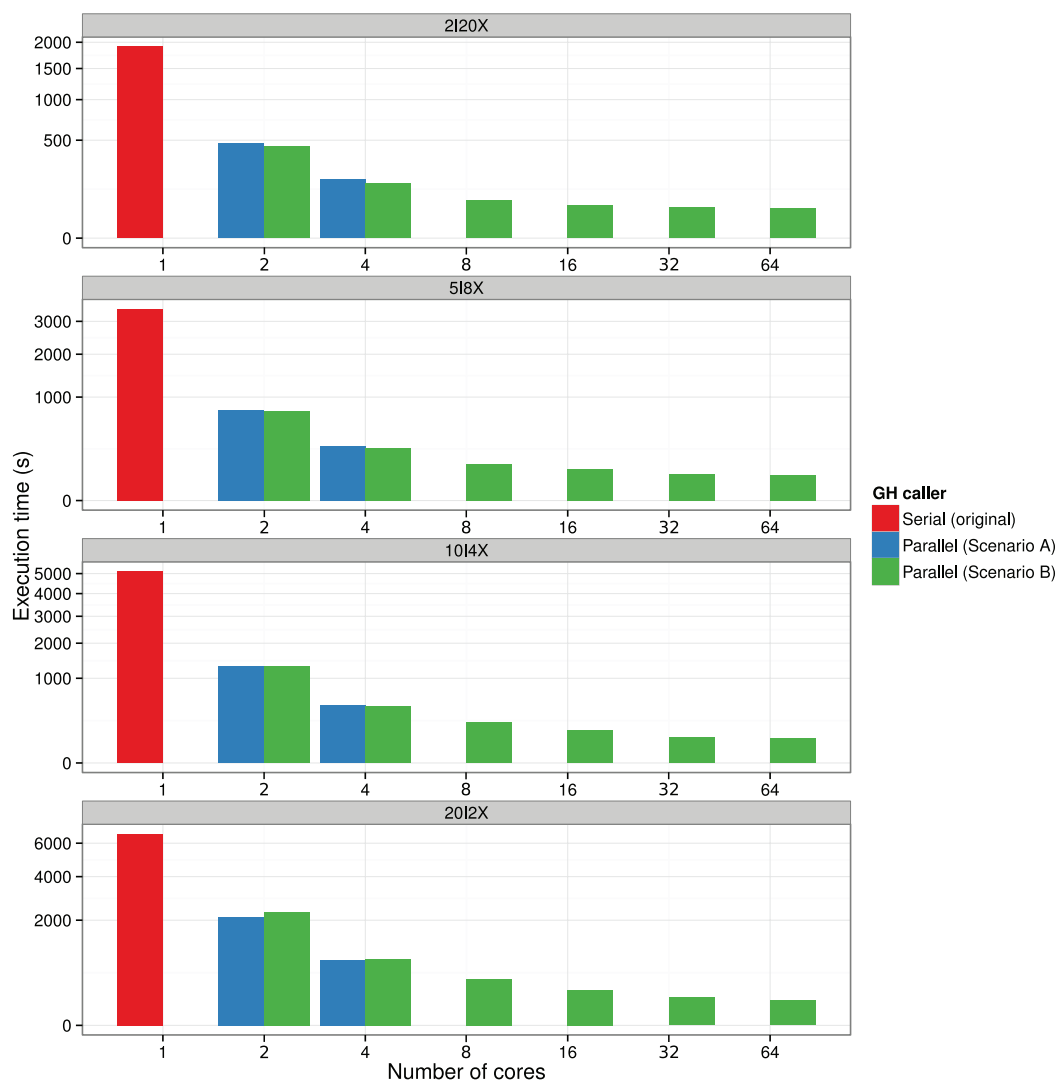 2I20X
2000
1500
1000
500
0
1 2 4 8 16 32 64
5I8X
3000
2000
1000
0
1 2 4 8 16 32 64
10I4X
5000
4000
3000
2000
1000
0
1 2 4 8 16 32 64
20I2X
6000
4000
2000
0
1 2 4 8 16 32 64
Number of cores
Execution time (s)
GH caller
Serial (original)
Parallel (Scenario A)
Parallel (Scenario B)